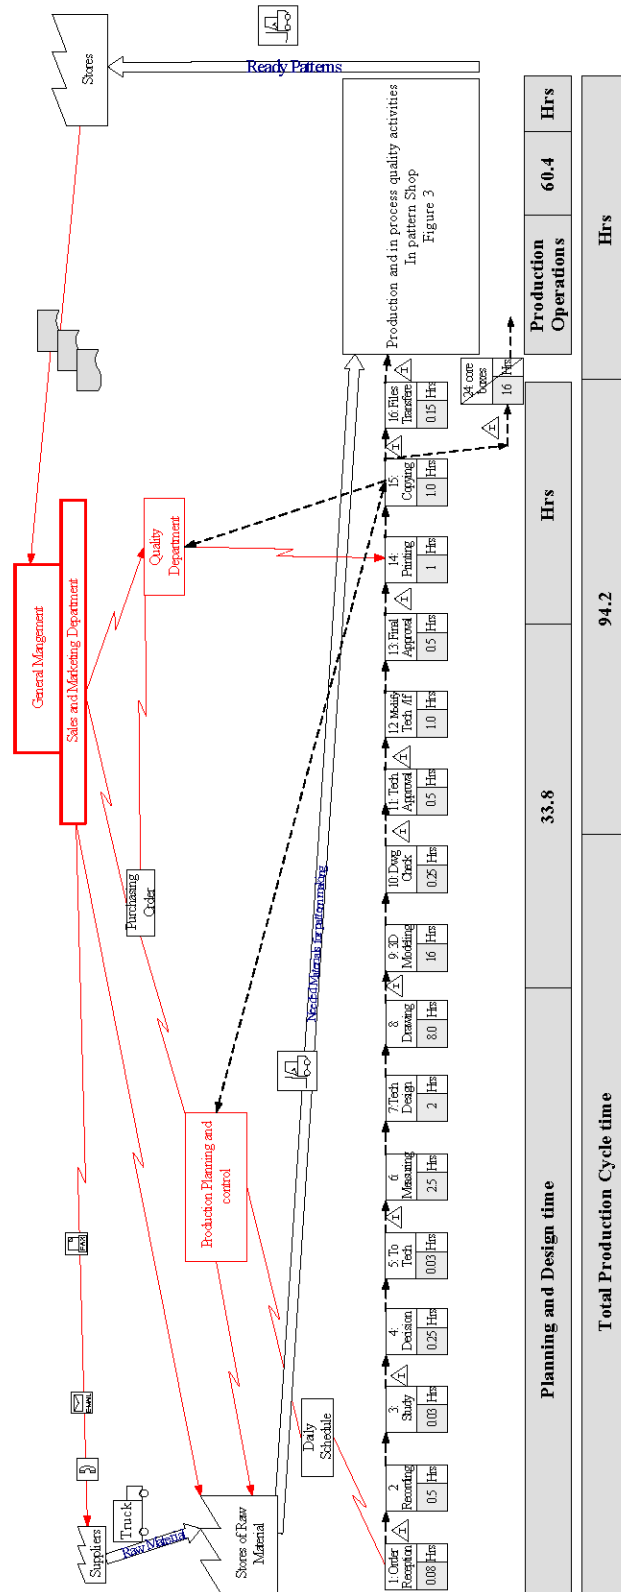 Stores
Ready Patterns
General Mangement
Sales and Marketing Department
Quality
Department
Purchasing
Order
Production Planning and
control
FAX
E-MAIL
Suppliers
Truck
Raw Material
Stores of Raw
Material
Daily
Schedule
Needed Materials for pattern making
Production and in process quality activities
In pattern Shop
Figure 3
1: Order
Reception
0.08 Hrs
I
2
Recording
0.5 Hrs
3:
Study
0.03 Hrs
I
4:
Decision
0.25 Hrs
5: To
Tech
0.03 Hrs
I
6:
Measuring
2.5 Hrs
7:Tech
Design
2 Hrs
8:
Drawing
8.0 Hrs
I
9: 3D
Modeling
16 Hrs
10: Dwg
Check
0.25 Hrs
I
11: Tech
Approval
0.5 Hrs
I
12: Modify
Tech /If
1.0 Hrs
13: Final
Approval
0.5 Hrs
I
14:
Printing
1 Hrs
15:
Copying
1.0 Hrs
I
16: Files
Transfere
0.15 Hrs
I
I
24: core
boxes
16 Hrs
Planning and Design time
33.8
Hrs
Production
Operations
60.4
Hrs
Total Production Cycle time
94.2
Hrs